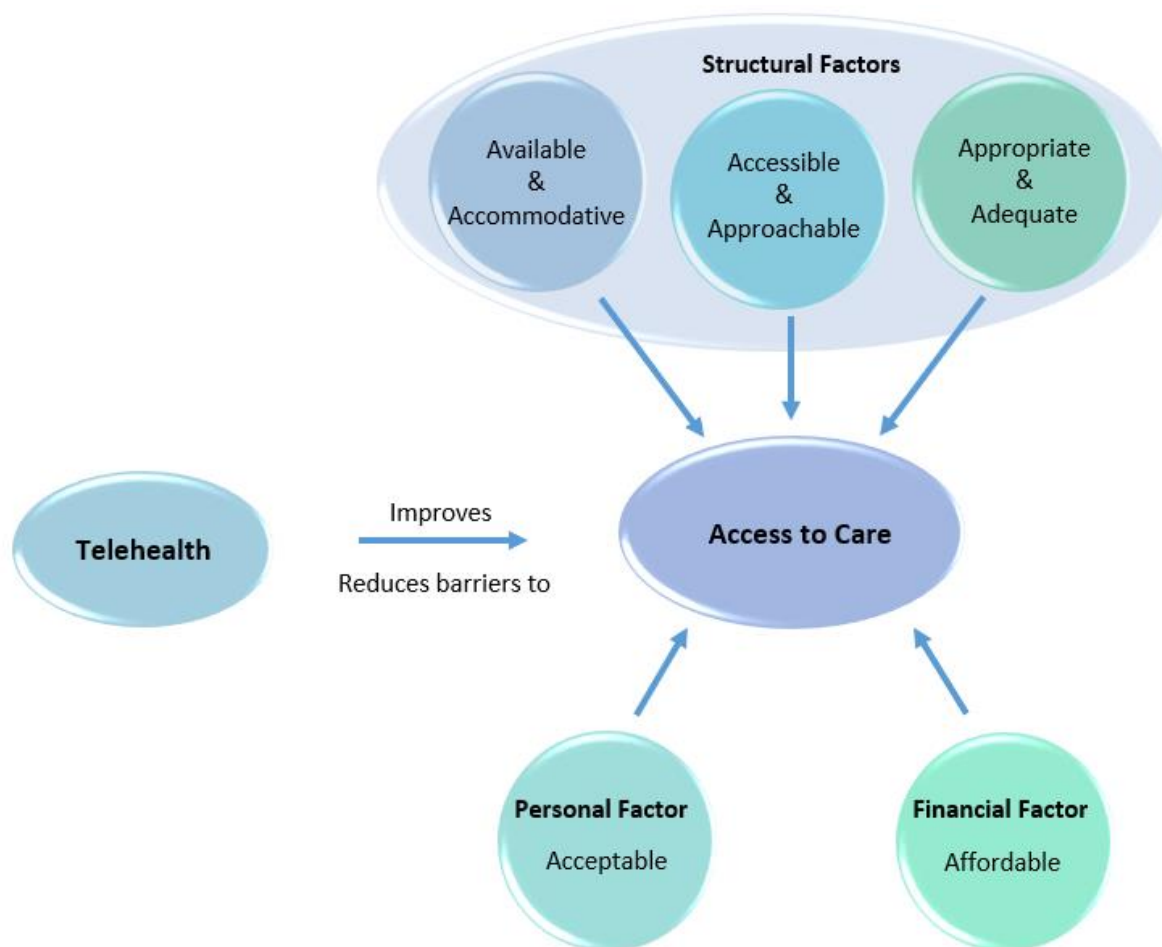 Structural Factors
Available
&
Accommodative
Accessible
&
Approachable
Appropriate
&
Adequate
Telehealth
Improves
Reduces barriers to
Access to Care
Personal Factor
Acceptable
Financial Factor
Affordable